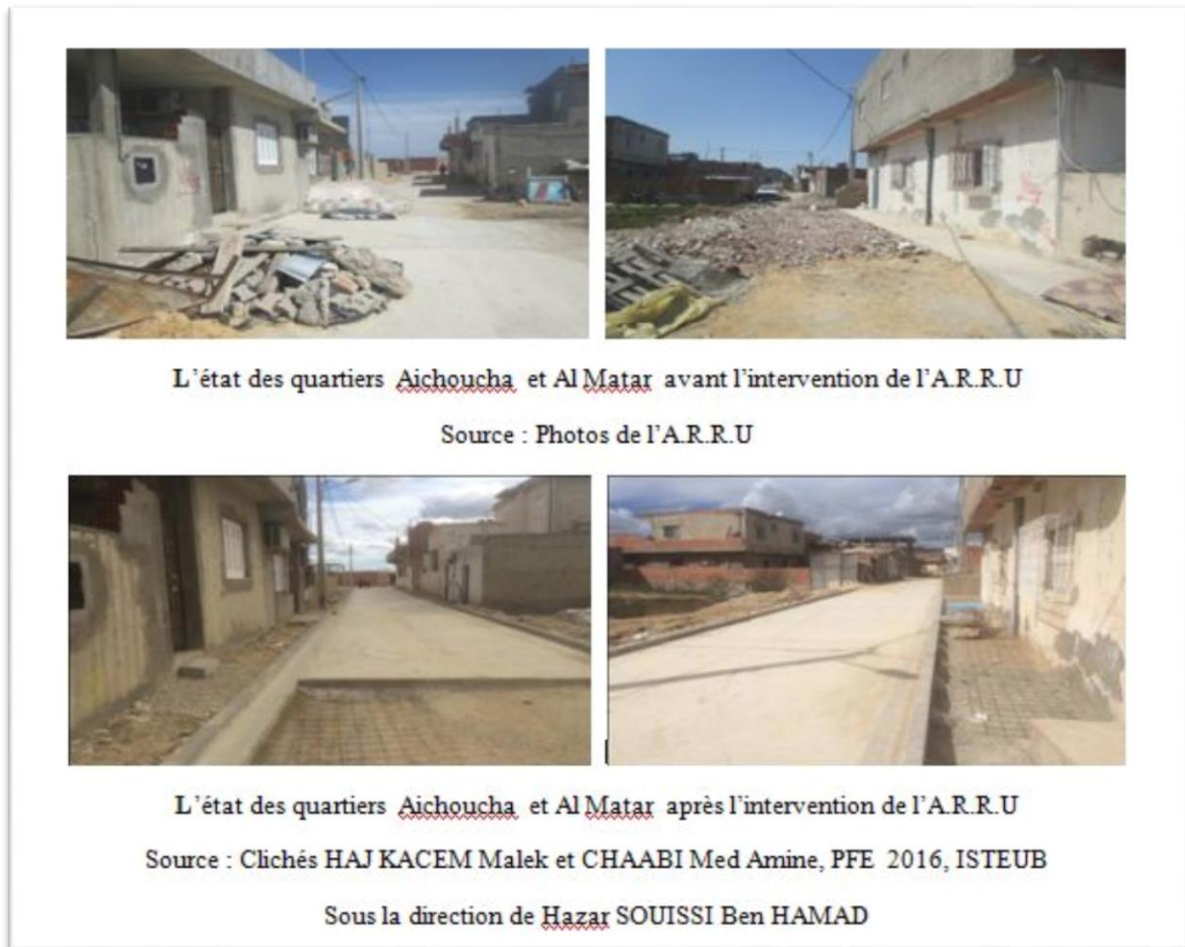 L'état des quartiers Aichoucha et Al Matar avant l'intervention de l'A.R.R.U
Source : Photos de l'A.R.R.U
L'état des quartiers Aichoucha et Al Matar après l'intervention de l'A.R.R.U
Source : Clichés HAJ KACEM Malek et CHAABI Med Amine, PFE 2016, ISTEUB
Sous la direction de Hazar SOUISSI Ben HAMAD